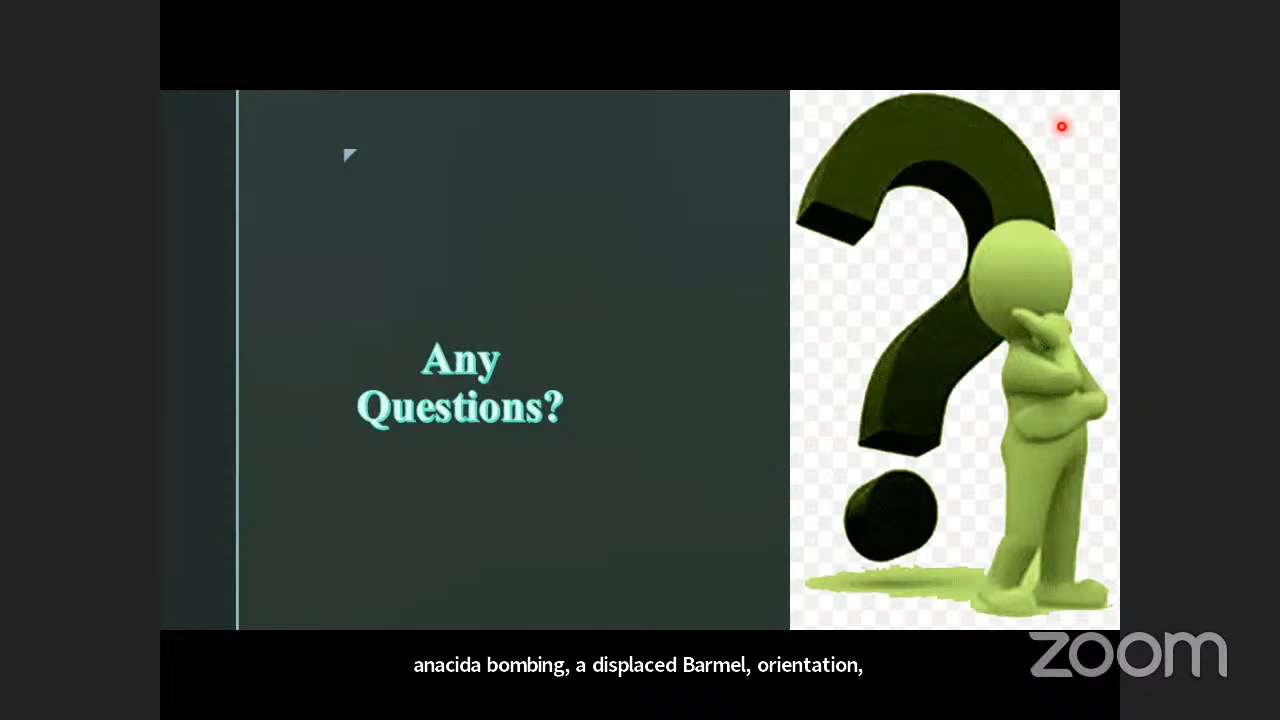 Any
Questions?
anacida bombing, a displaced Barmel, orientation,
zoom